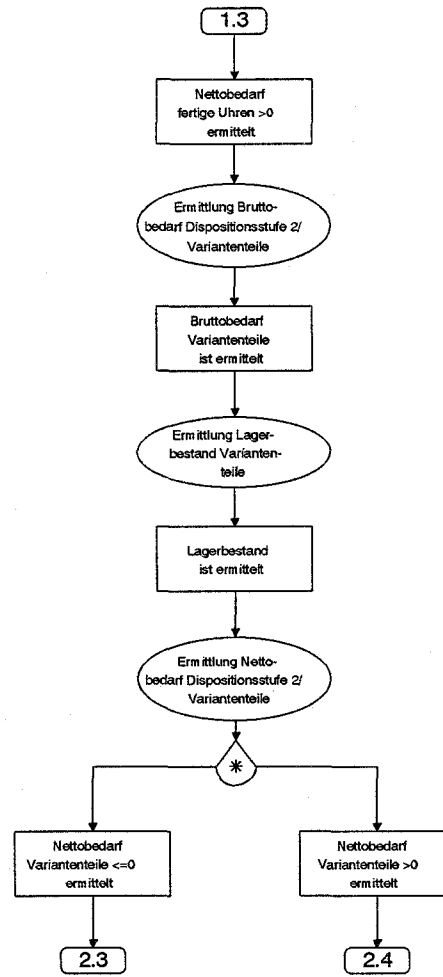 1.3
Nettobedarf
fertige Uhren >0
ermittelt
Ermittlung Brutto-
bedarf Dispositionsstufe 2/
Variantenteile
Bruttobedarf
Variantenteile
ist ermittelt
Ermittlung Lager-
bestand Varianten-
teile
Lagerbestand
ist ermittelt
Ermittlung Netto-
bedarf Dispositionsstufe 2/
Variantenteile
*
Nettobedarf
Variantenteile <=0
ermittelt
Nettobedarf
Variantenteile >0
ermittelt
2.3
2.4